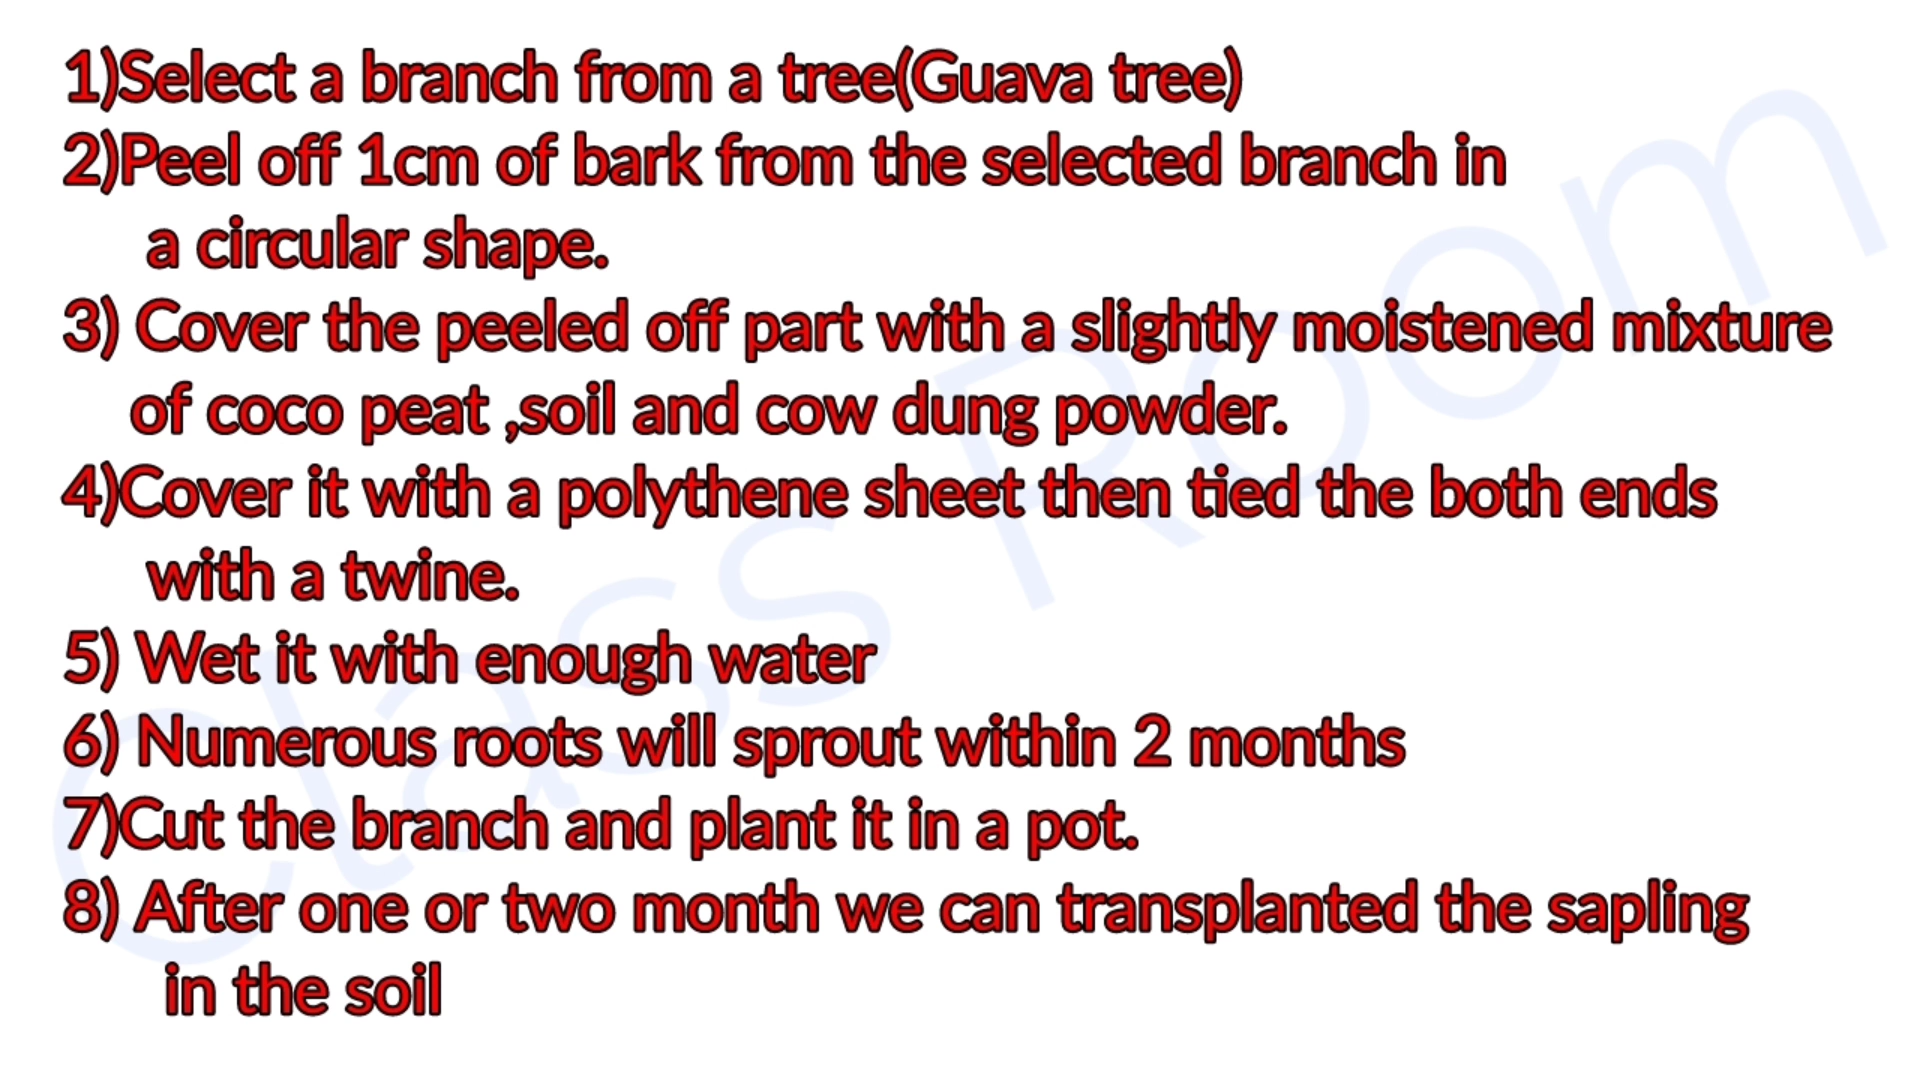 1)Select a branch from a tree(Guava tree)
2)Peel off 1cm of bark from the selected branch in
a circular shape.
3) Cover the peeled off part with a slightly moistened mixture
of coco peat ,soil and cow dung powder.
4)Cover it with a polythene sheet then tied the both ends
with a twine.
5) Wet it with enough water
6) Numerous roots will sprout within 2 months
7)Cut the branch and plant it in a pot.
8) After one or two month we can transplanted the sapling
in the soil
Class Room